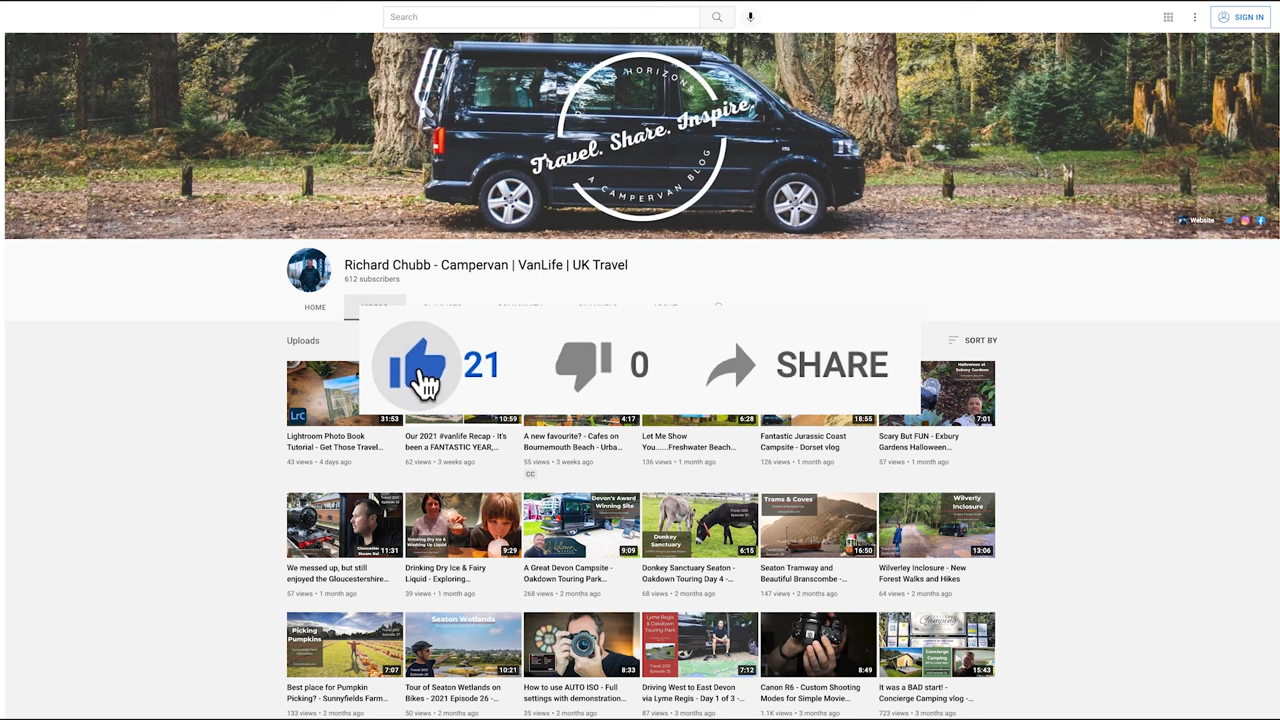 Search
SIGN IN
HORIZONS
Travel. Share. Inspire.
A CAMPERVAN BLOG
Website
Richard Chubb - Campervan | VanLife | UK Travel
612 subscribers
HOME
21
0
SHARE
Uploads
SORT BY
LrC
31:53
10:59
4:17
6:28
18:55
Halloween at
Exbury Gardens
7:01
Lightroom Photo Book
Tutorial - Get Those Travel...
43 views • 4 days ago
Our 2021 #vanlife Recap - It's
been a FANTASTIC YEAR,...
62 views • 3 weeks ago
A new favourite? - Cafes on
Bournemouth Beach - Urba...
55 views • 3 weeks ago
CC
Let Me Show
You......Freshwater Beach...
136 views • 1 month ago
Fantastic Jurassic Coast
Campsite - Dorset vlog
126 views • 1 month ago
Scary But FUN - Exbury
Gardens Halloween...
57 views • 1 month ago
Gloucester
11:31
Drinking Dry Ice &
Washing Up Liquid
9:29
Devon's Award
Winning Site
9:09
Donkey
Sanctuary
6:15
Trams & Coves
16:50
Wilverly
Inclosure
13:06
We messed up, but still
enjoyed the Gloucestershire...
57 views • 1 month ago
Drinking Dry Ice & Fairy
Liquid - Exploring...
39 views • 1 month ago
A Great Devon Campsite -
Oakdown Touring Park...
268 views • 2 months ago
Donkey Sanctuary Seaton -
Oakdown Touring Day 4 -...
68 views • 2 months ago
Seaton Tramway and
Beautiful Branscombe -...
147 views • 2 months ago
Wilverley Inclosure - New
Forest Walks and Hikes
64 views • 2 months ago
Picking
Pumpkins
7:07
Seaton Wetlands
10:21
8:33
Lyme Regis &
Oakdown
Touring Park
7:12
8:49
Concierge
Camping
15:43
Best place for Pumpkin
Picking? - Sunnyfields Farm...
133 views • 2 months ago
Tour of Seaton Wetlands on
Bikes - 2021 Episode 26 -...
50 views • 2 months ago
How to use AUTO ISO - Full
settings with demonstration...
35 views • 2 months ago
Driving West to East Devon
via Lyme Regis - Day 1 of 3 -...
87 views • 3 months ago
Canon R6 - Custom Shooting
Modes for Simple Movie...
1.1K views • 3 months ago
It was a BAD start! -
Concierge Camping vlog -...
723 views • 3 months ago